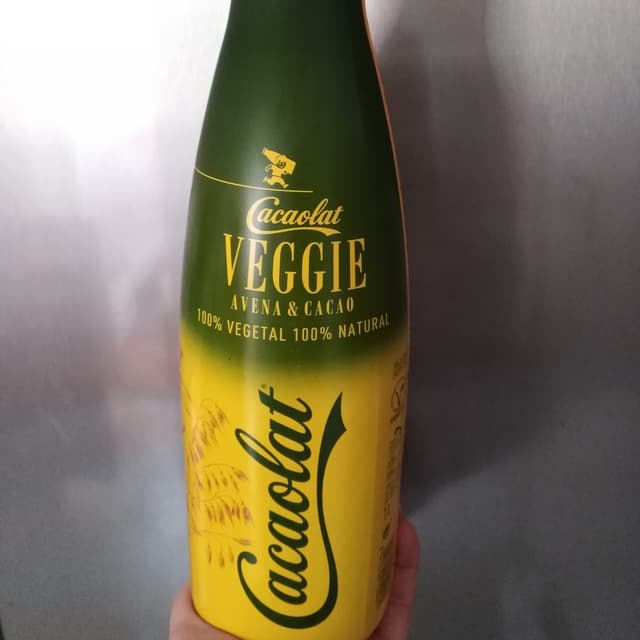 Cacaolat
VEGGIE
AVENA & CACAO
100% VEGETAL 100% NATURAL
Cacaolat